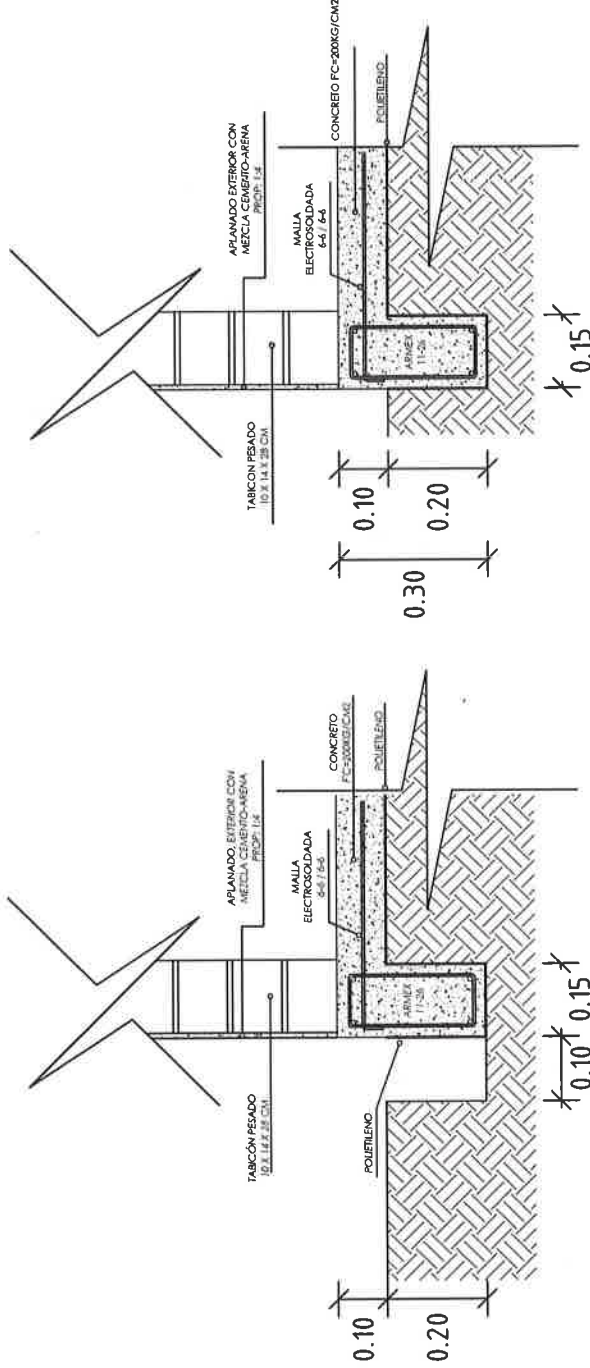 APLANADO EXTERIOR CON
MEZCLA CEMENTO-ARENA
PROP: 1:4
TABICÓN PESADO
10 X 14 X 28 CM
MALLA
ELECTROSOLDADA
6-6 / 6-6
CONCRETO
F'C=200KG/CM2
POLIETILENO
POLIETILENO
ARMEX
11-26
0.10
0.20
0.10
0.15
APLANADO EXTERIOR CON
MEZCLA CEMENTO-ARENA
PROP: 1:4
TABICON PESADO
10 X 14 X 28 CM
MALLA
ELECTROSOLDADA
6-6 / 6-6
CONCRETO F'C=200KG/CM2
POLIETILENO
ARMEX
11-26
0.10
0.20
0.30
0.15